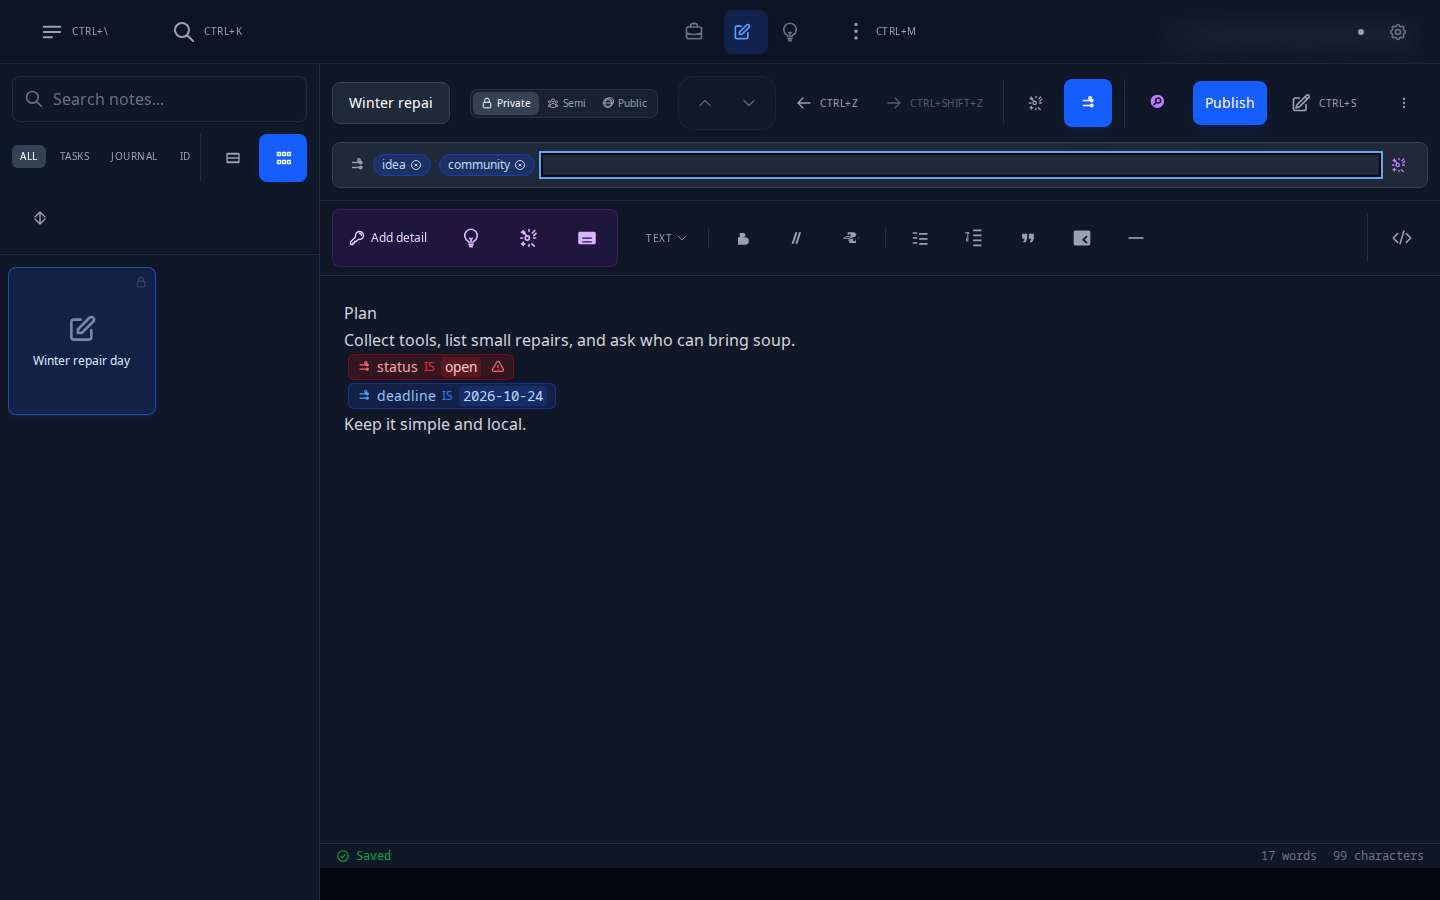 CTRL+\ CTRL+K CTRL+M
Search notes...
ALL TASKS JOURNAL ID
Winter repair day
Winter repai Private Semi Public CTRL+Z CTRL+SHIFT+Z Publish CTRL+S
idea community
Add detail TEXT
Plan
Collect tools, list small repairs, and ask who can bring soup.
status IS open
deadline IS 2026-10-24
Keep it simple and local.
Saved 17 words 99 characters